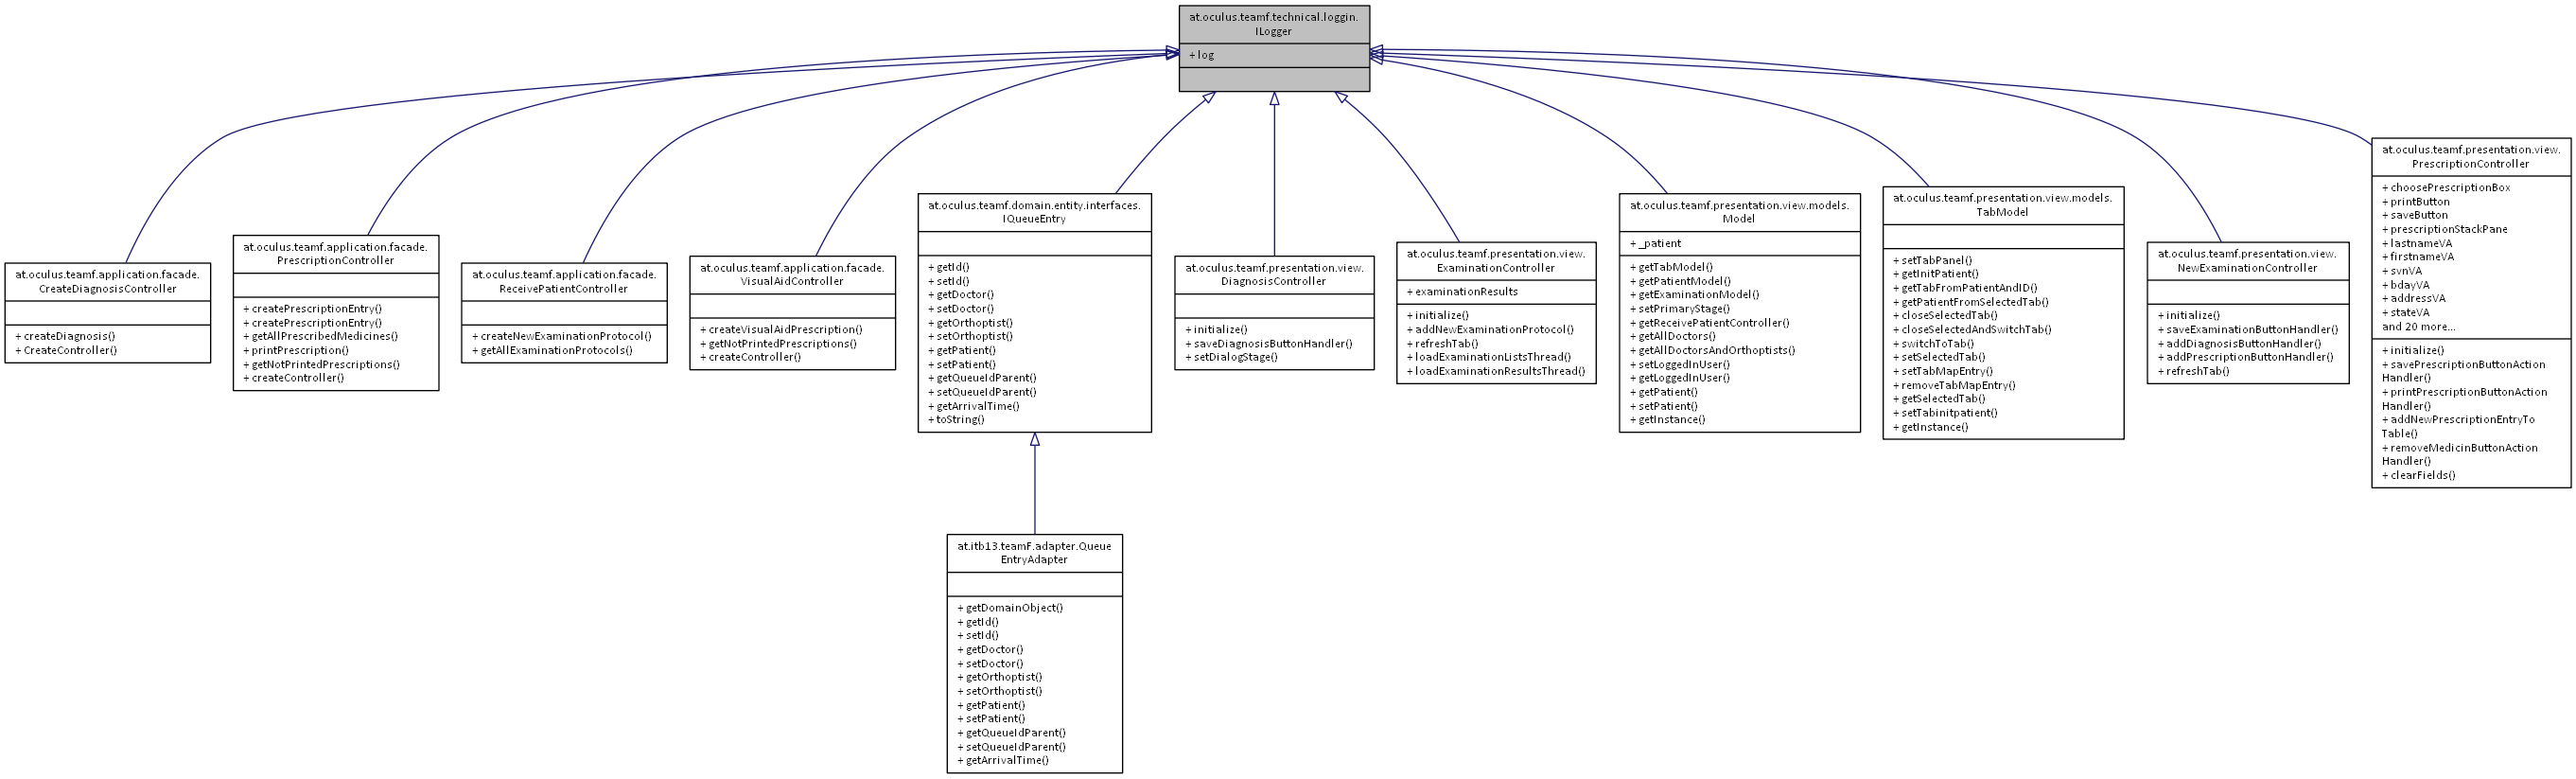 at.oculus.teamf.technical.loggin.
ILogger
+ log
at.oculus.teamf.application.facade.
CreateDiagnosisController
+ createDiagnosis()
+ CreateController()
at.oculus.teamf.application.facade.
PrescriptionController
+ createPrescriptionEntry()
+ createPrescriptionEntry()
+ getAllPrescribedMedicines()
+ printPrescription()
+ getNotPrintedPrescriptions()
+ createController()
at.oculus.teamf.application.facade.
ReceivePatientController
+ createNewExaminationProtocol()
+ getAllExaminationProtocols()
at.oculus.teamf.application.facade.
VisualAidController
+ createVisualAidPrescription()
+ getNotPrintedPrescriptions()
+ createController()
at.oculus.teamf.domain.entity.interfaces.
IQueueEntry
+ getId()
+ setId()
+ getDoctor()
+ setDoctor()
+ getOrthoptist()
+ setOrthoptist()
+ getPatient()
+ setPatient()
+ getQueueIdParent()
+ setQueueIdParent()
+ getArrivalTime()
+ toString()
at.oculus.teamf.presentation.view.
DiagnosisController
+ initialize()
+ saveDiagnosisButtonHandler()
+ setDialogStage()
at.oculus.teamf.presentation.view.
ExaminationController
+ examinationResults
+ initialize()
+ addNewExaminationProtocol()
+ refreshTab()
+ loadExaminationListsThread()
+ loadExaminationResultsThread()
at.oculus.teamf.presentation.view.models.
Model
+ _patient
+ getTabModel()
+ getPatientModel()
+ getExaminationModel()
+ setPrimaryStage()
+ getReceivePatientController()
+ getAllDoctors()
+ getAllDoctorsAndOrthoptists()
+ setLoggedInUser()
+ getLoggedInUser()
+ getPatient()
+ setPatient()
+ getInstance()
at.oculus.teamf.presentation.view.models.
TabModel
+ setTabPanel()
+ getInitPatient()
+ getTabFromPatientAndID()
+ getPatientFromSelectedTab()
+ closeSelectedTab()
+ closeSelectedAndSwitchTab()
+ switchToTab()
+ setSelectedTab()
+ setTabMapEntry()
+ removeTabMapEntry()
+ getSelectedTab()
+ setTabinitpatient()
+ getInstance()
at.oculus.teamf.presentation.view.
NewExaminationController
+ initialize()
+ saveExaminationButtonHandler()
+ addDiagnosisButtonHandler()
+ addPrescriptionButtonHandler()
+ refreshTab()
at.oculus.teamf.presentation.view.
PrescriptionController
+ choosePrescriptionBox
+ printButton
+ saveButton
+ prescriptionStackPane
+ lastnameVA
+ firstnameVA
+ svnVA
+ bdayVA
+ addressVA
+ stateVA
and 20 more...
+ initialize()
+ savePrescriptionButtonAction
Handler()
+ printPrescriptionButtonAction
Handler()
+ addNewPrescriptionEntryTo
Table()
+ removeMedicinButtonAction
Handler()
+ clearFields()
at.itb13.teamF.adapter.Queue
EntryAdapter
+ getDomainObject()
+ getId()
+ setId()
+ getDoctor()
+ setDoctor()
+ getOrthoptist()
+ setOrthoptist()
+ getPatient()
+ setPatient()
+ getQueueIdParent()
+ setQueueIdParent()
+ getArrivalTime()